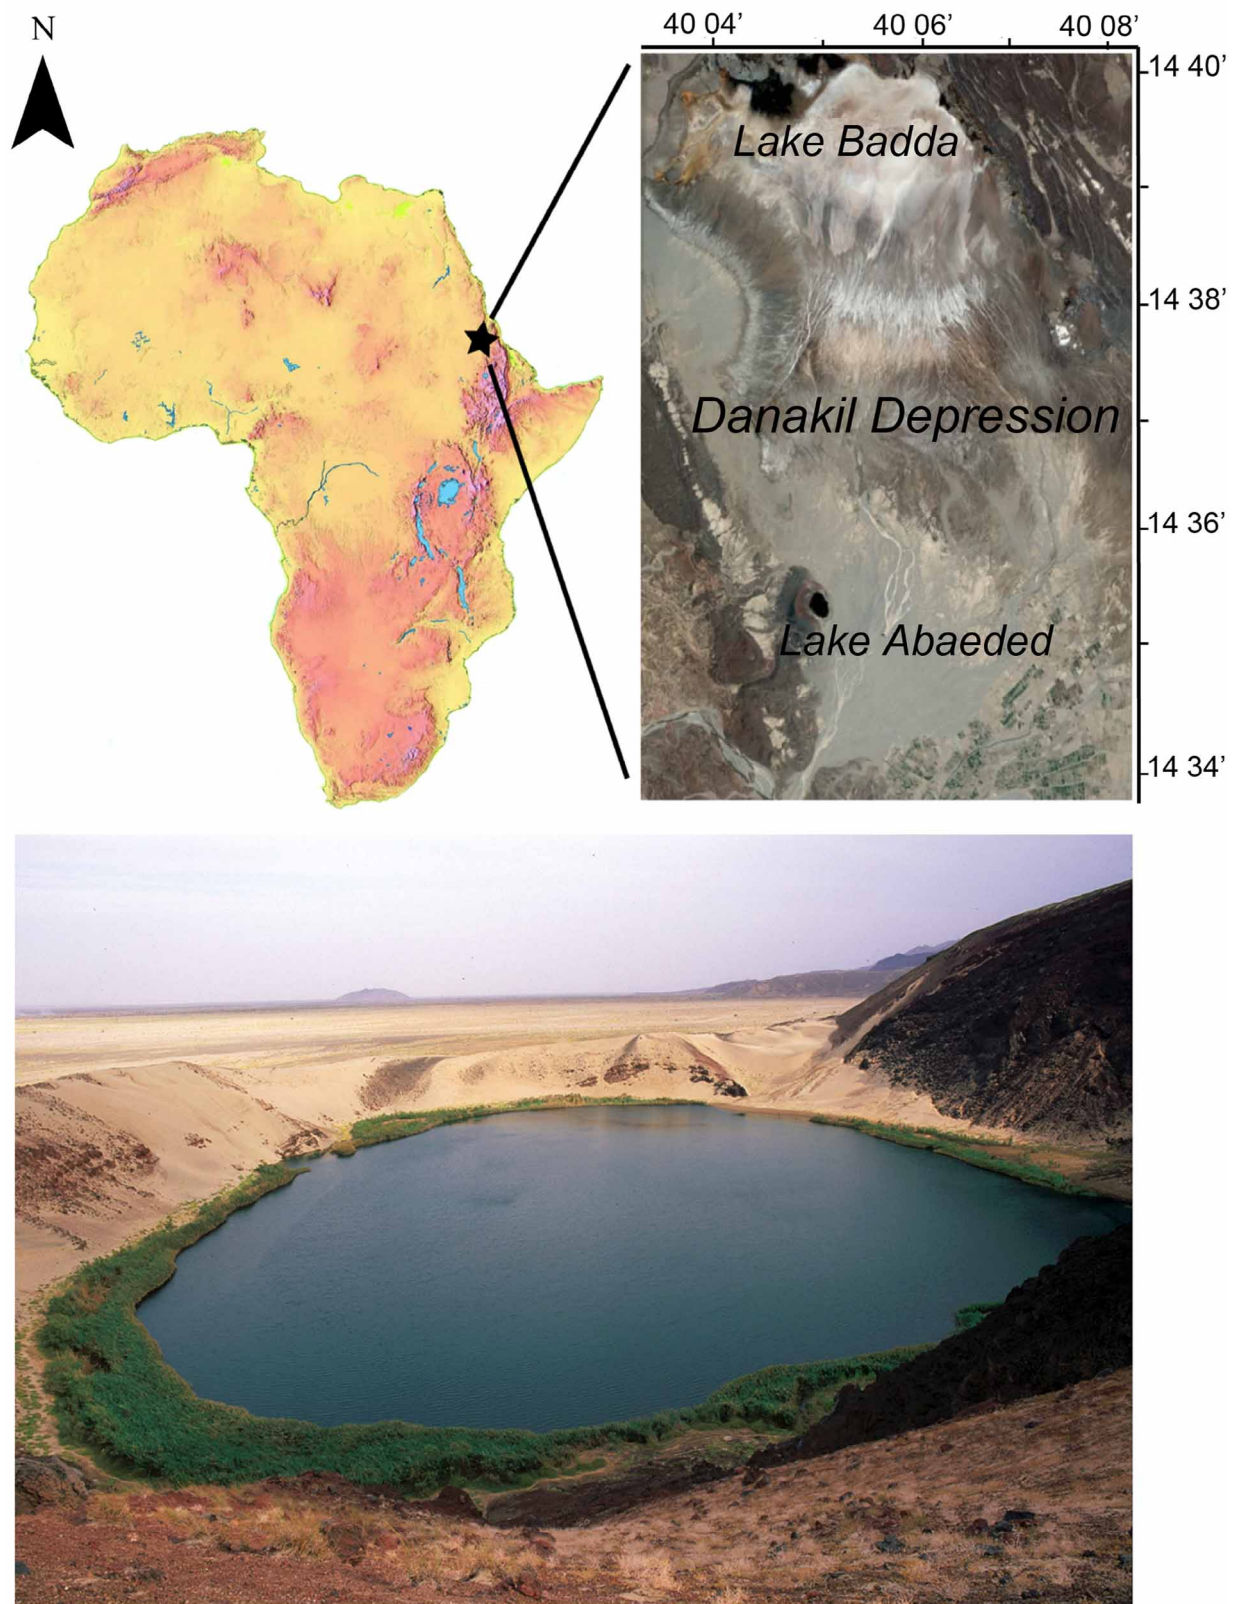 N
40 04’
40 06’
40 08’
14 40’
Lake Badda
14 38’
Danakil Depression
14 36’
Lake Abaeded
14 34’